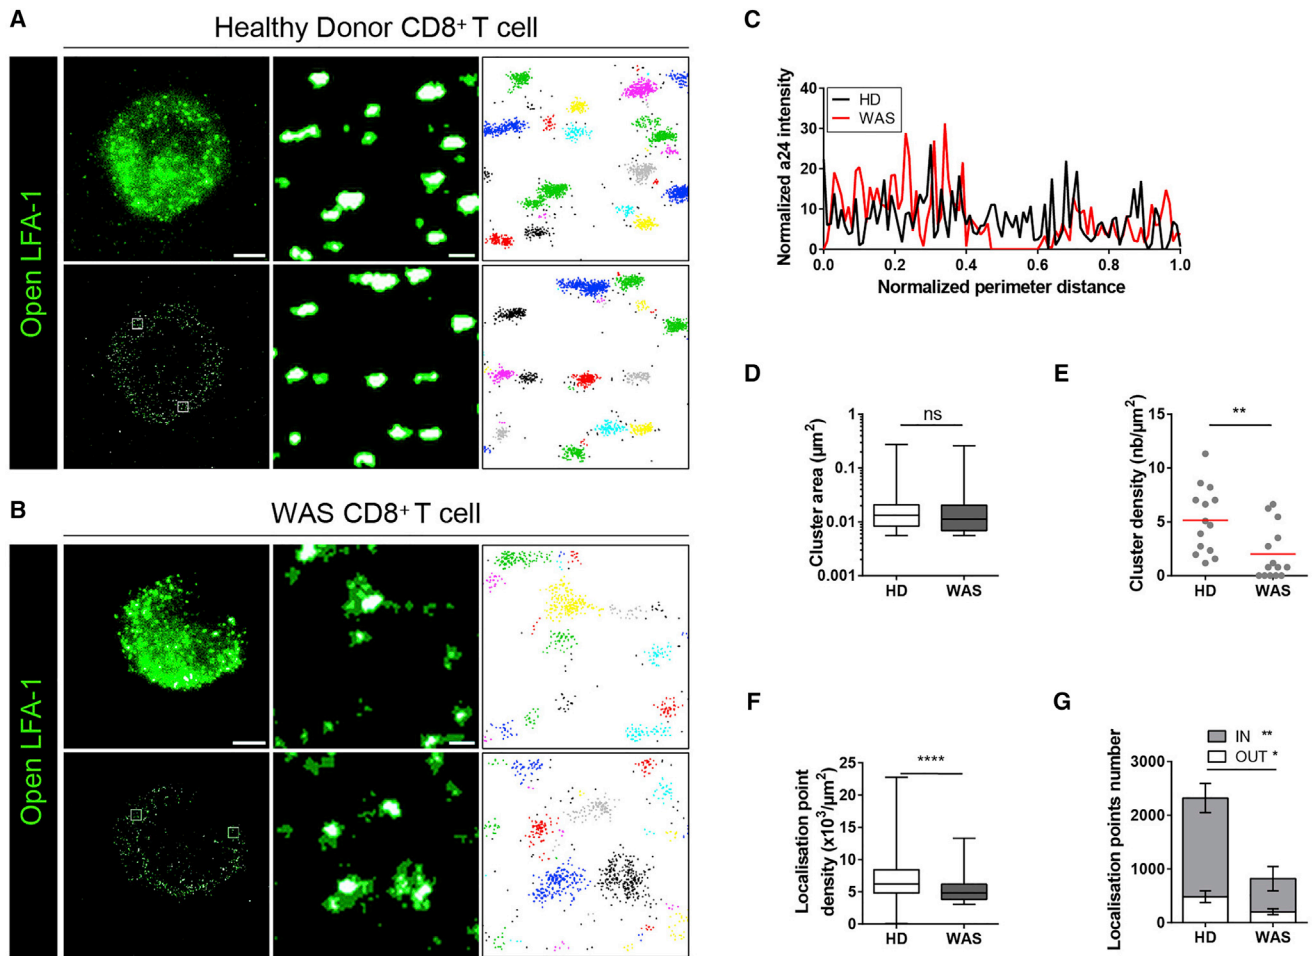 A
Healthy Donor CD8+ T cell
Open LFA-1
B
WAS CD8+ T cell
Open LFA-1
C
Normalized a24 intensity
40
30
20
10
0
HD
WAS
0.0 0.2 0.4 0.6 0.8 1.0
Normalized perimeter distance
D
Cluster area (µm²)
1
0.1
0.01
0.001
ns
HD WAS
E
Cluster density (nb/µm²)
15
10
5
0
**
HD WAS
F
Localisation point
density (x10³/µm²)
25
20
15
10
5
0
****
HD WAS
G
IN **
OUT *
Localisation points number
3000
2000
1000
0
HD WAS